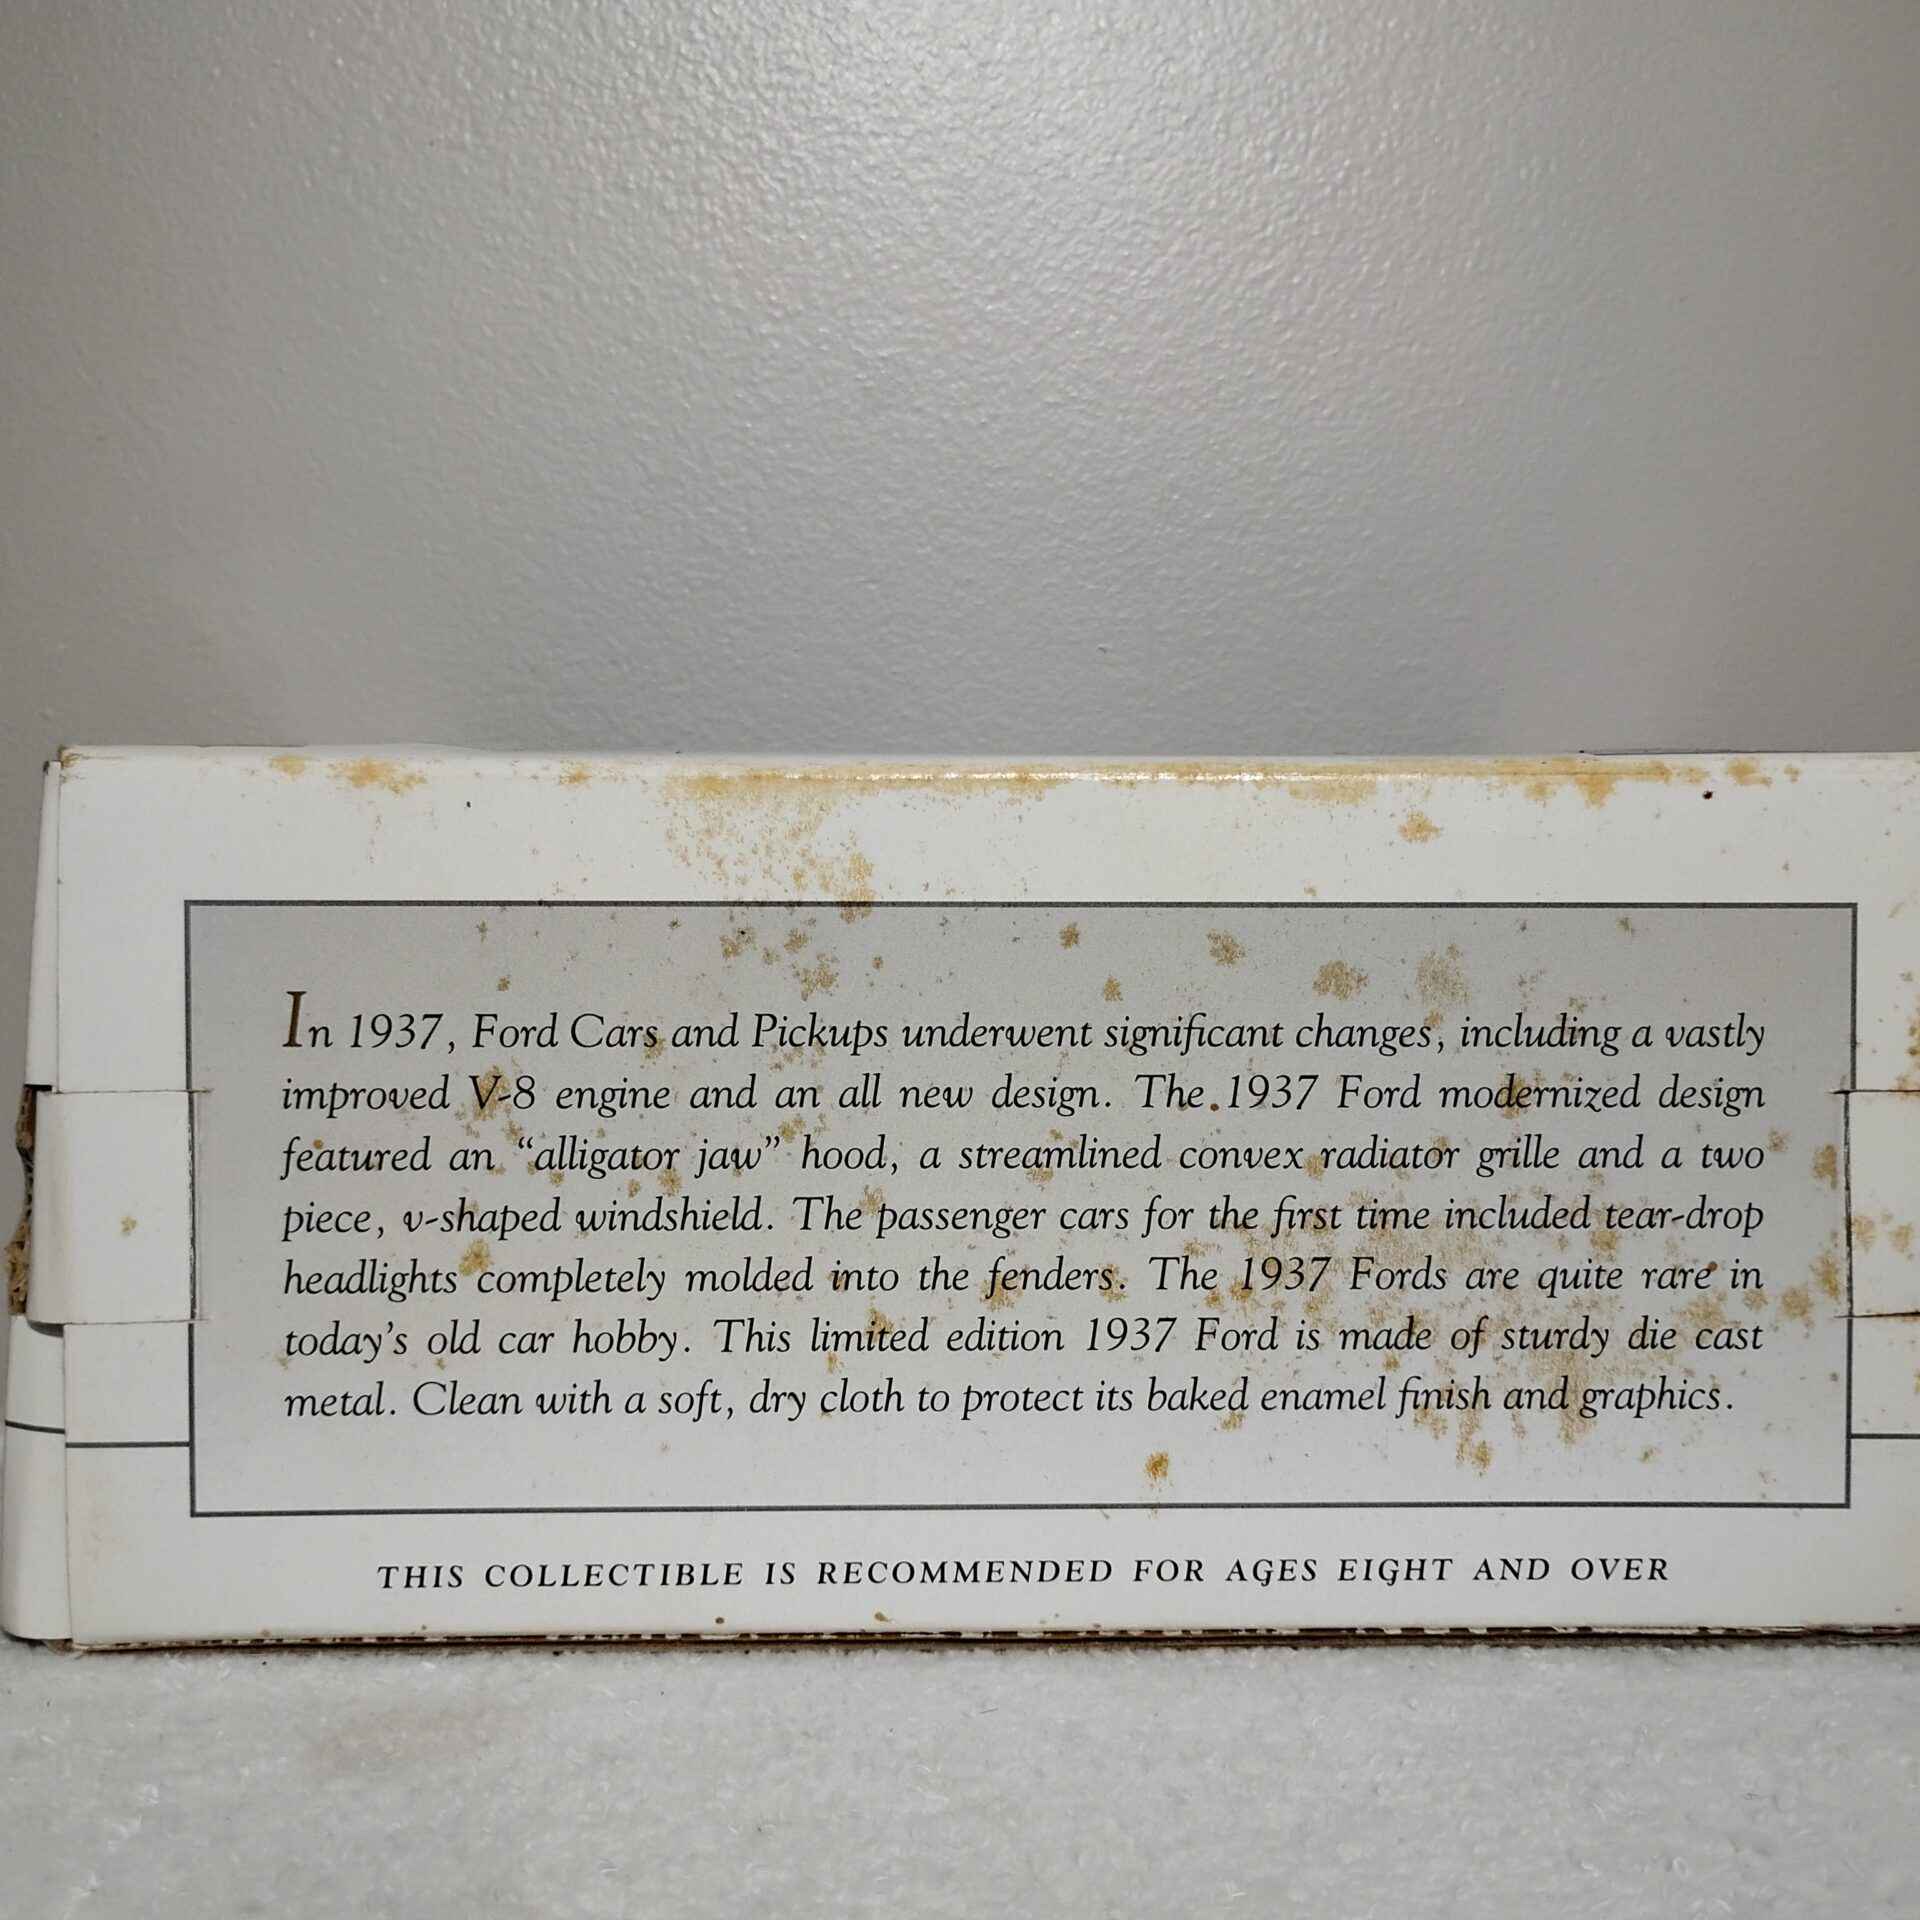 In 1937, Ford Cars and Pickups underwent significant changes, including a vastly
improved V-8 engine and an all new design. The 1937 Ford modernized design
featured an “alligator jaw” hood, a streamlined convex radiator grille and a two
piece, v-shaped windshield. The passenger cars for the first time included tear-drop
headlights completely molded into the fenders. The 1937 Fords are quite rare in
today’s old car hobby. This limited edition 1937 Ford is made of sturdy die cast
metal. Clean with a soft, dry cloth to protect its baked enamel finish and graphics.
THIS COLLECTIBLE IS RECOMMENDED FOR AGES EIGHT AND OVER